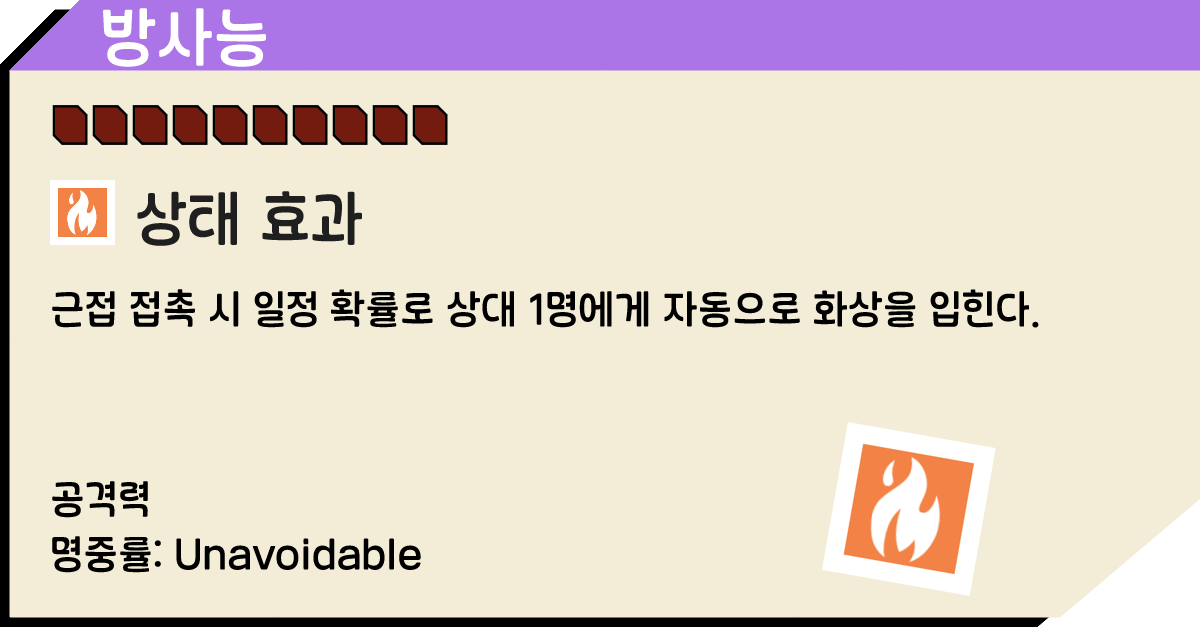 방사능
상태 효과
근접 접촉 시 일정 확률로 상대 1명에게 자동으로 화상을 입힌다.
공격력
명중률: Unavoidable